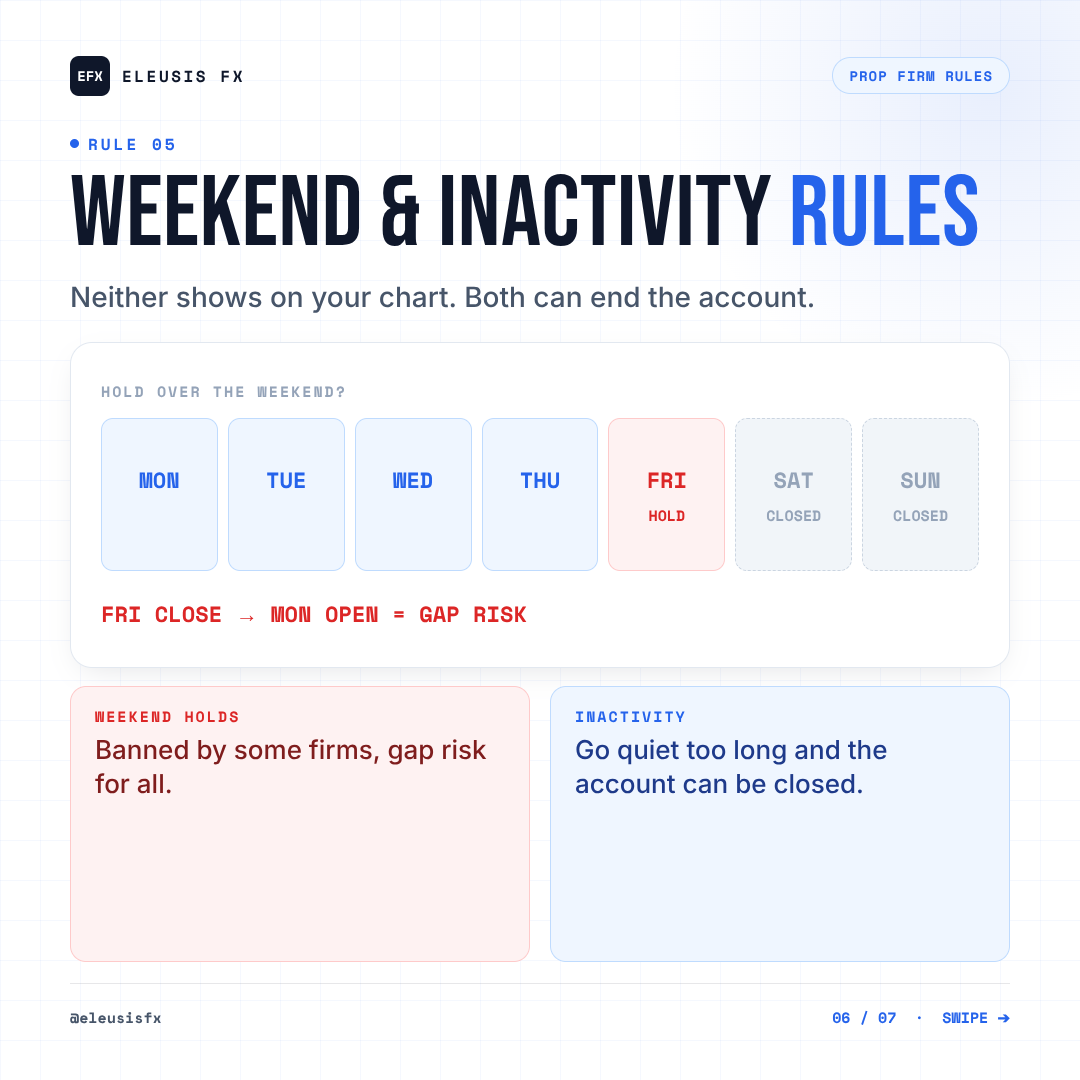 EFX ELEUSIS FX
PROP FIRM RULES
RULE 05
WEEKEND & INACTIVITY RULES
Neither shows on your chart. Both can end the account.
HOLD OVER THE WEEKEND?
MON TUE WED THU FRI SAT SUN
HOLD CLOSED CLOSED
FRI CLOSE → MON OPEN = GAP RISK
WEEKEND HOLDS
Banned by some firms, gap risk
for all.
INACTIVITY
Go quiet too long and the
account can be closed.
@eleusisfx
06 / 07 · SWIPE ➔